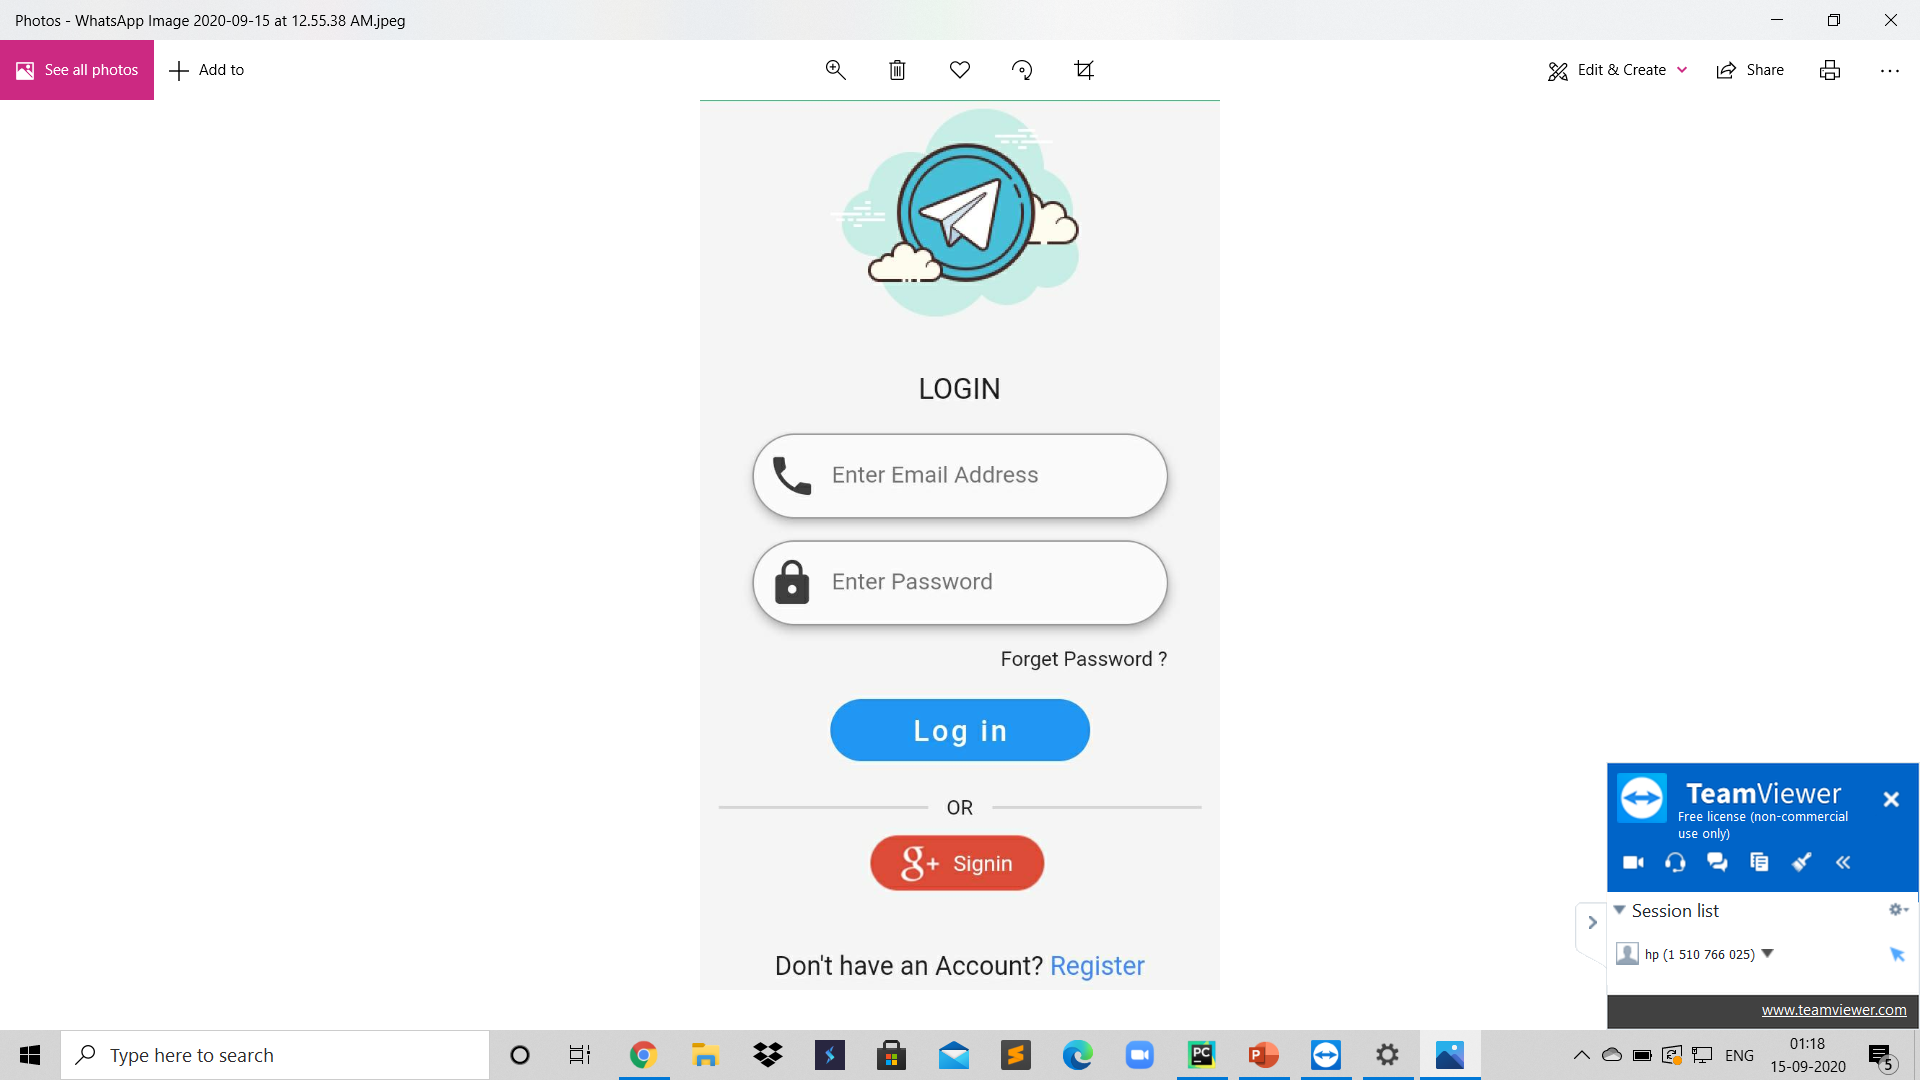 Photos - WhatsApp Image 2020-09-15 at 12.55.38 AM.jpeg
See all photos
Add to
Edit & Create
Share
LOGIN
Enter Email Address
Enter Password
Forget Password ?
Log in
OR
g+ Signin
Don't have an Account? Register
TeamViewer
Free license (non-commercial
use only)
Session list
hp (1 510 766 025)
www.teamviewer.com
Type here to search
PC
P
ENG
01:18
15-09-2020
5